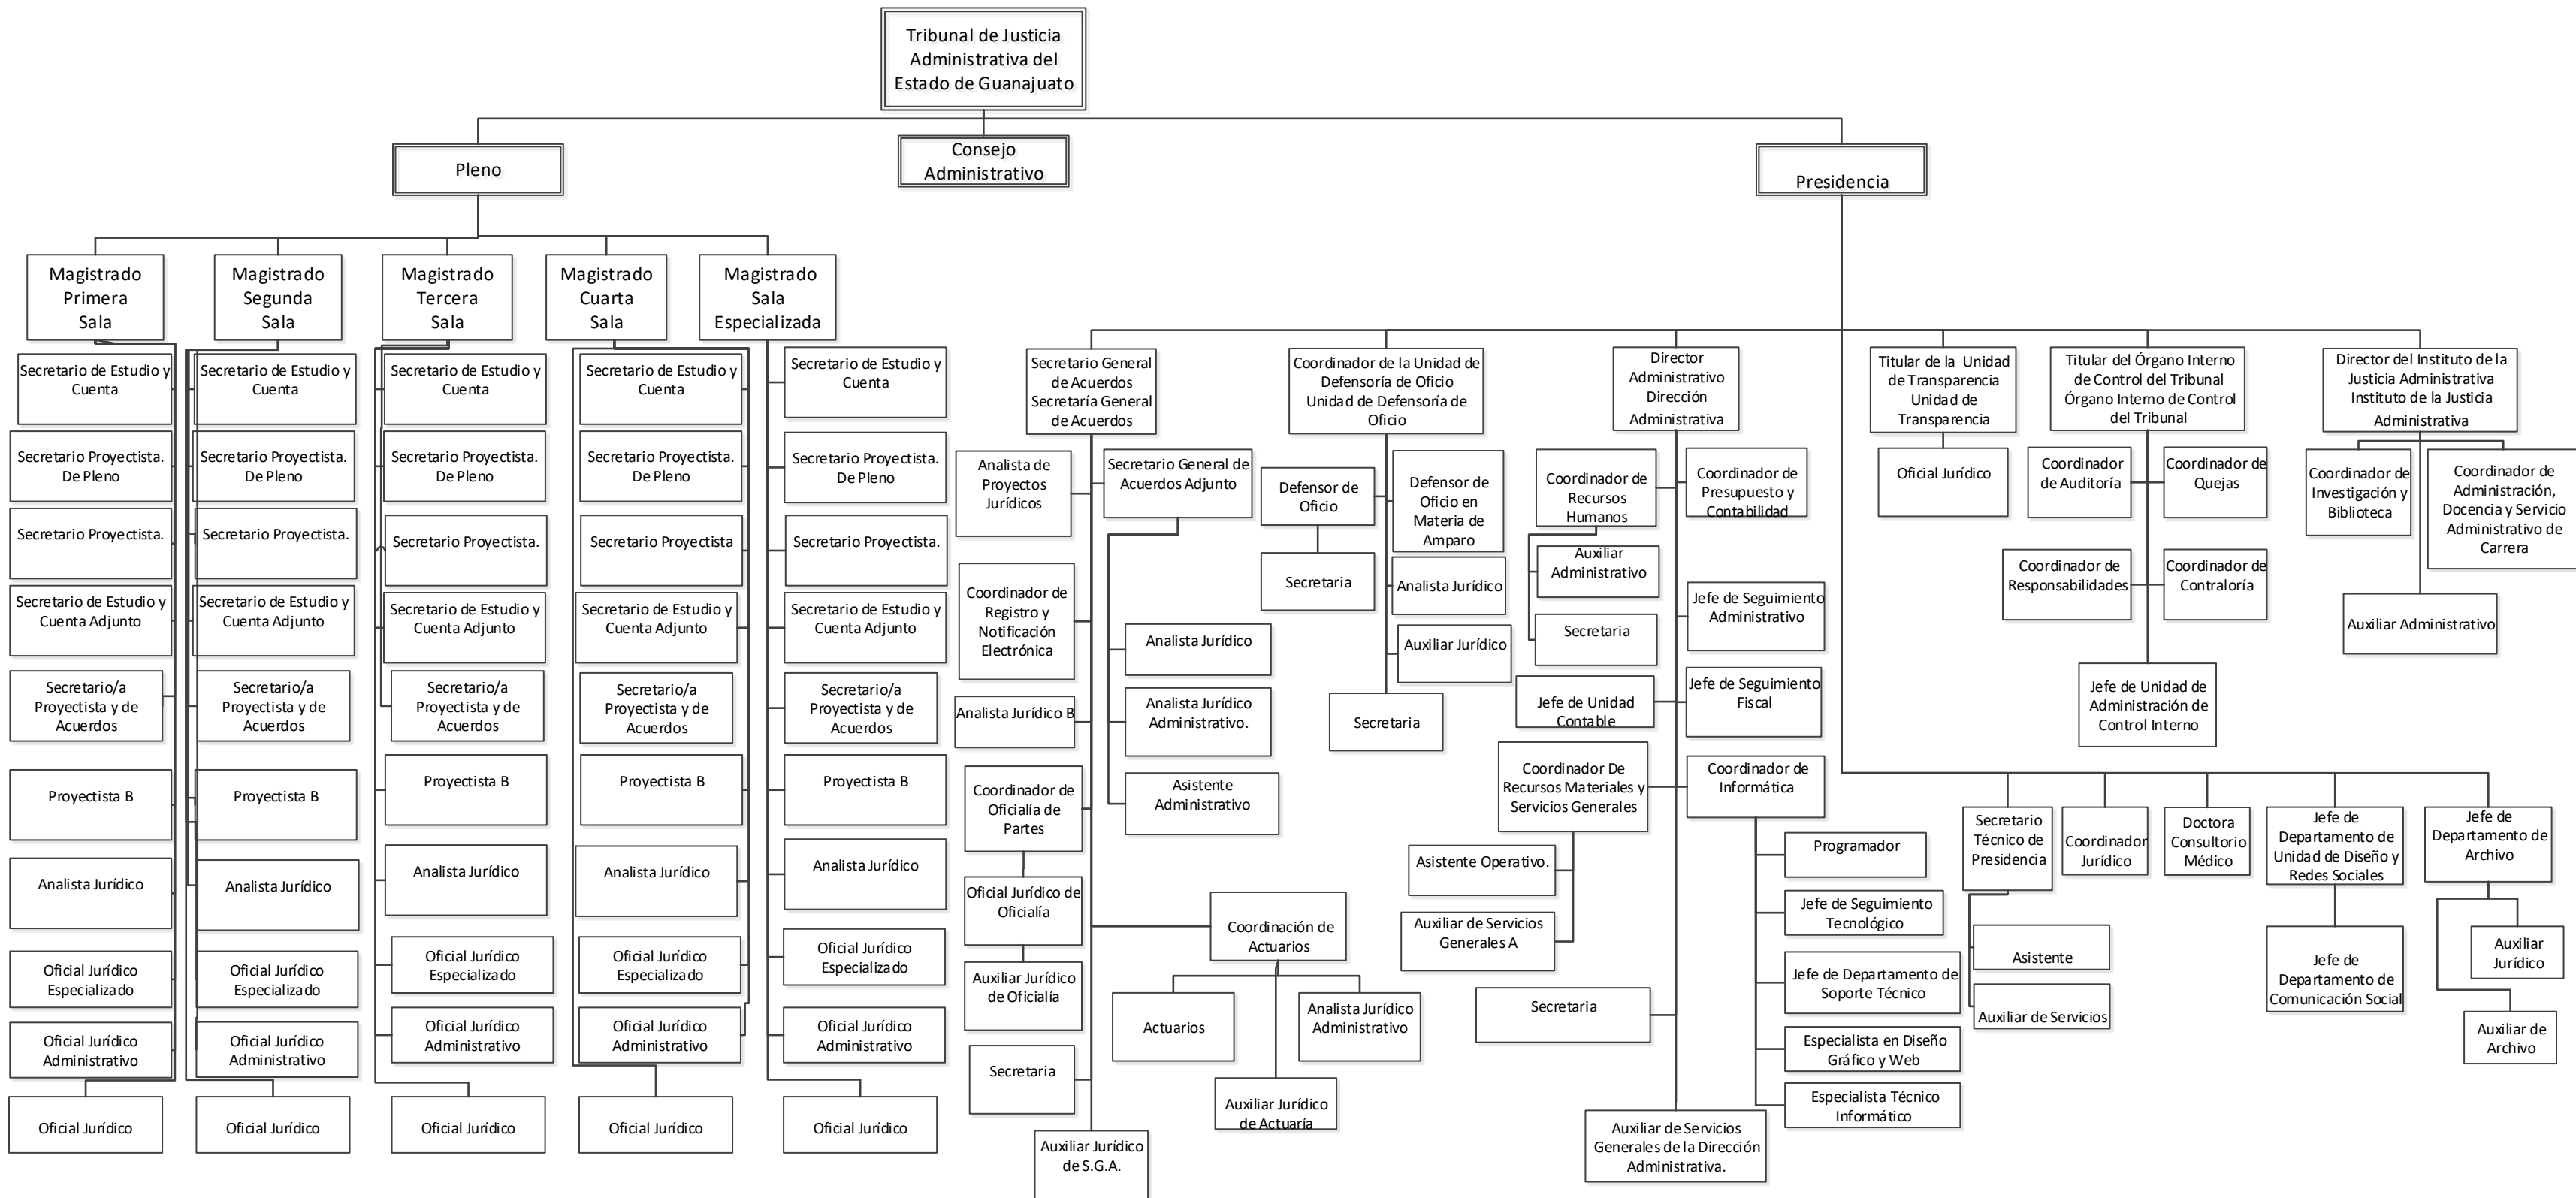 Tribunal de Justicia
Administrativa del
Estado de Guanajuato
Pleno
Consejo
Administrativo
Presidencia
Magistrado
Primera
Sala
Secretario de Estudio y
Cuenta
Secretario Proyectista.
De Pleno
Secretario Proyectista.
Secretario de Estudio y
Cuenta Adjunto
Secretario/a
Proyectista y de
Acuerdos
Proyectista B
Analista Jurídico
Oficial Jurídico
Especializado
Oficial Jurídico
Administrativo
Oficial Jurídico
Magistrado
Segunda
Sala
Secretario de Estudio y
Cuenta
Secretario Proyectista.
De Pleno
Secretario Proyectista.
Secretario de Estudio y
Cuenta Adjunto
Secretario/a
Proyectista y de
Acuerdos
Proyectista B
Analista Jurídico
Oficial Jurídico
Especializado
Oficial Jurídico
Administrativo
Oficial Jurídico
Magistrado
Tercera
Sala
Secretario de Estudio y
Cuenta
Secretario Proyectista.
De Pleno
Secretario Proyectista.
Secretario de Estudio y
Cuenta Adjunto
Secretario/a
Proyectista y de
Acuerdos
Proyectista B
Analista Jurídico
Oficial Jurídico
Especializado
Oficial Jurídico
Administrativo
Oficial Jurídico
Magistrado
Cuarta
Sala
Secretario de Estudio y
Cuenta
Secretario Proyectista.
De Pleno
Secretario Proyectista
Secretario de Estudio y
Cuenta Adjunto
Secretario/a
Proyectista y de
Acuerdos
Proyectista B
Analista Jurídico
Oficial Jurídico
Especializado
Oficial Jurídico
Administrativo
Oficial Jurídico
Magistrado
Sala
Especializada
Secretario de Estudio y
Cuenta
Secretario Proyectista.
De Pleno
Secretario Proyectista.
Secretario de Estudio y
Cuenta Adjunto
Secretario/a
Proyectista y de
Acuerdos
Proyectista B
Analista Jurídico
Oficial Jurídico
Especializado
Oficial Jurídico
Administrativo
Oficial Jurídico
Secretario General
de Acuerdos
Secretaría General
de Acuerdos
Analista de
Proyectos
Jurídicos
Secretario General de
Acuerdos Adjunto
Coordinador de
Registro y
Notificación
Electrónica
Analista Jurídico
Analista Jurídico B
Analista Jurídico
Administrativo.
Asistente
Administrativo
Coordinador de
Oficialía de
Partes
Oficial Jurídico de
Oficialía
Auxiliar Jurídico
de Oficialía
Coordinación de
Actuarios
Actuarios
Analista Jurídico
Administrativo
Auxiliar Jurídico
de Actuaría
Secretaria
Auxiliar Jurídico
de S.G.A.
Coordinador de la Unidad de
Defensoría de Oficio
Unidad de Defensoría de
Oficio
Defensor de
Oficio
Secretaria
Defensor de
Oficio en
Materia de
Amparo
Analista Jurídico
Auxiliar Jurídico
Secretaria
Director
Administrativo
Dirección
Administrativa
Coordinador de
Recursos
Humanos
Auxiliar
Administrativo
Secretaria
Coordinador de
Presupuesto y
Contabilidad
Jefe de Seguimiento
Administrativo
Jefe de Unidad
Contable
Jefe de Seguimiento
Fiscal
Coordinador De
Recursos Materiales y
Servicios Generales
Asistente Operativo.
Auxiliar de Servicios
Generales A
Coordinador de
Informática
Programador
Jefe de Seguimiento
Tecnológico
Jefe de Departamento de
Soporte Técnico
Especialista en Diseño
Gráfico y Web
Especialista Técnico
Informático
Secretaria
Auxiliar de Servicios
Generales de la Dirección
Administrativa.
Titular de la Unidad
de Transparencia
Unidad de
Transparencia
Oficial Jurídico
Titular del Órgano Interno
de Control del Tribunal
Órgano Interno de Control
del Tribunal
Coordinador
de Auditoría
Coordinador de
Quejas
Coordinador de
Responsabilidades
Coordinador de
Contraloría
Jefe de Unidad de
Administración de
Control Interno
Director del Instituto de la
Justicia Administrativa
Instituto de la Justicia
Administrativa
Coordinador de
Investigación y
Biblioteca
Coordinador de
Administración,
Docencia y Servicio
Administrativo de
Carrera
Auxiliar Administrativo
Secretario
Técnico de
Presidencia
Asistente
Auxiliar de Servicios
Coordinador
Jurídico
Doctora
Consultorio
Médico
Jefe de
Departamento de
Unidad de Diseño y
Redes Sociales
Jefe de
Departamento de
Comunicación Social
Jefe de
Departamento de
Archivo
Auxiliar
Jurídico
Auxiliar de
Archivo